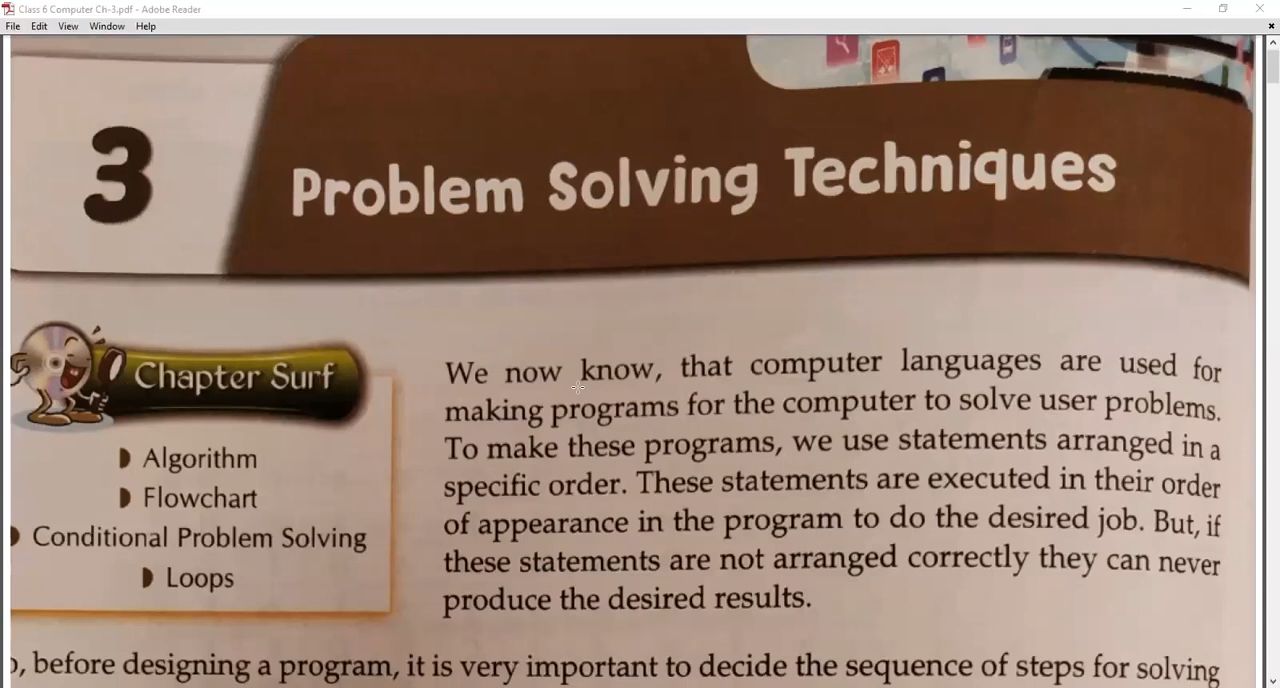 Class 6 Computer Ch-3.pdf - Adobe Reader
File Edit View Window Help
3
Problem Solving Techniques
Chapter Surf
Algorithm
Flowchart
Conditional Problem Solving
Loops
We now know, that computer languages are used for
making programs for the computer to solve user problems.
To make these programs, we use statements arranged in a
specific order. These statements are executed in their order
of appearance in the program to do the desired job. But, if
these statements are not arranged correctly they can never
produce the desired results.
before designing a program, it is very important to decide the sequence of steps for solving